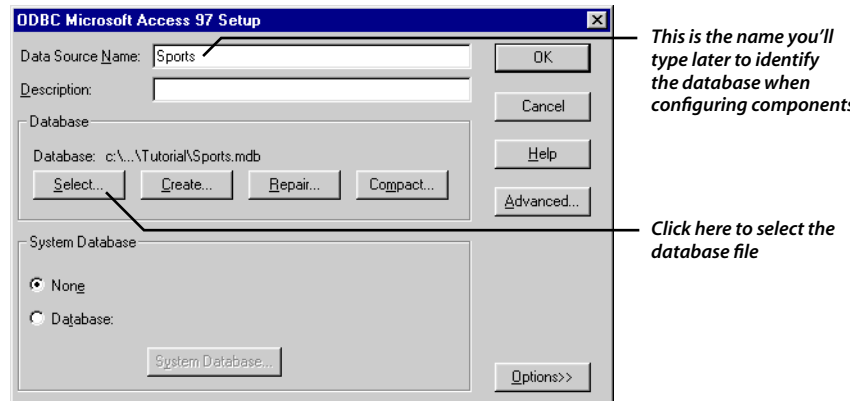 ODBC Microsoft Access 97 Setup
Data Source Name: Sports
Description:
OK
Cancel
Help
Advanced...
Options>>
Database
Database: c:\...\Tutorial\Sports.mdb
Select... Create... Repair... Compact...
System Database
None
Database:
System Database...
This is the name you'll
type later to identify
the database when
configuring components
Click here to select the
database file